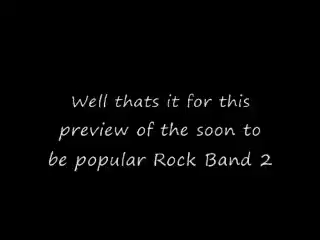 Well thats it for this
preview of the soon to
be popular Rock Band 2